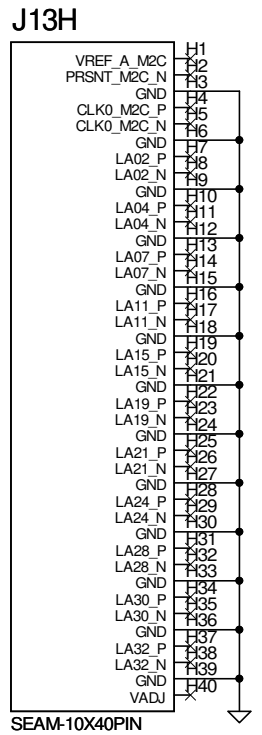 J13H
VREF_A_M2C H1
PRSNT_M2C_N H2
GND H3
CLK0_M2C_P H4
CLK0_M2C_N H5
GND H6
LA02_P H7
LA02_N H8
GND H9
LA04_P H10
LA04_N H11
GND H12
LA07_P H13
LA07_N H14
GND H15
LA11_P H16
LA11_N H17
GND H18
LA15_P H19
LA15_N H20
GND H21
LA19_P H22
LA19_N H23
GND H24
LA21_P H25
LA21_N H26
GND H27
LA24_P H28
LA24_N H29
GND H30
LA28_P H31
LA28_N H32
GND H33
LA30_P H34
LA30_N H35
GND H36
LA32_P H37
LA32_N H38
GND H39
VADJ H40
SEAM-10X40PIN